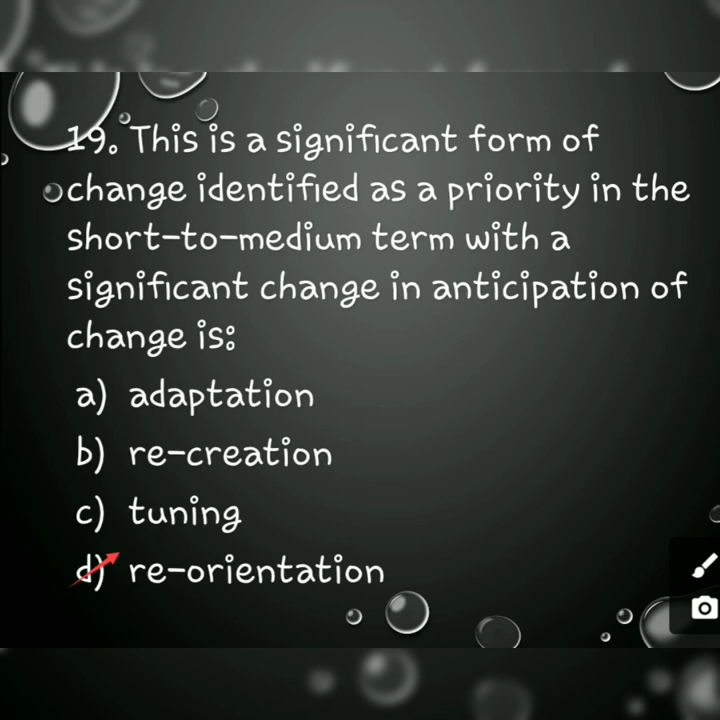 19. This is a significant form of
change identified as a priority in the
short-to-medium term with a
significant change in anticipation of
change is:
a) adaptation
b) re-creation
c) tuning
d) re-orientation